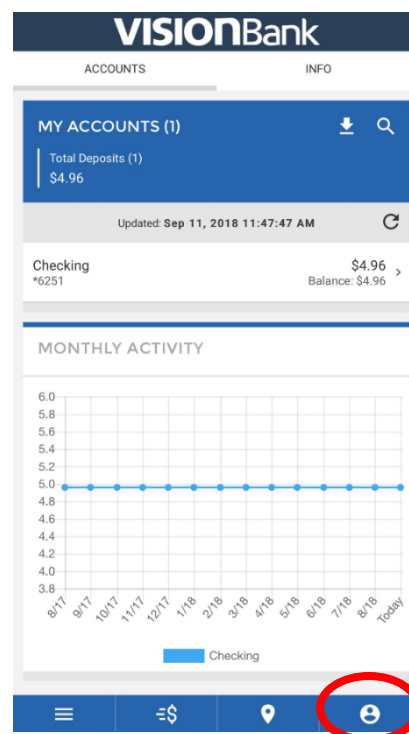 VISIONBank
ACCOUNTS INFO
MY ACCOUNTS (1)
Total Deposits (1)
$4.96
Updated: Sep 11, 2018 11:47:47 AM
Checking $4.96
*6251 Balance: $4.96
MONTHLY ACTIVITY
6.0
5.8
5.6
5.4
5.2
5.0
4.8
4.6
4.4
4.2
4.0
3.8
8/17 9/17 10/17 11/17 12/17 1/18 2/18 3/18 4/18 5/18 6/18 7/18 8/18 Today
Checking
$